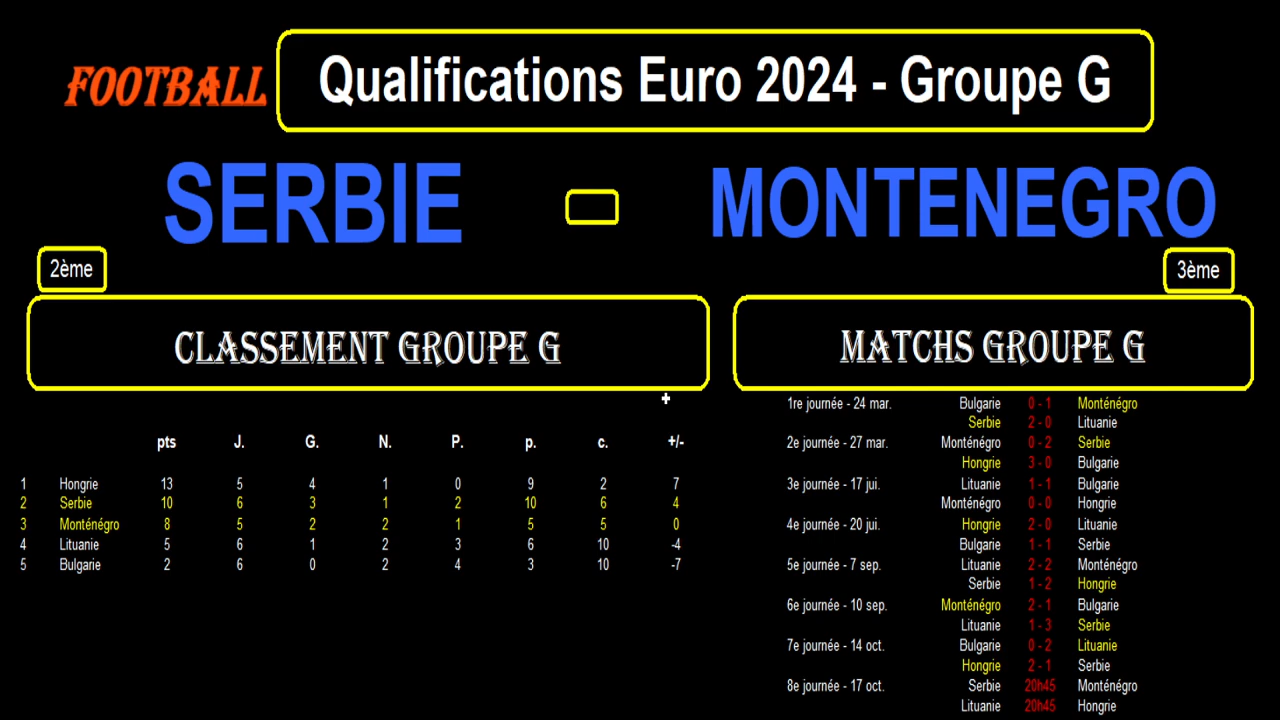 FOOTBALL
Qualifications Euro 2024 - Groupe G
SERBIE
MONTENEGRO
2ème
3ème
CLASSEMENT GROUPE G
MATCHS GROUPE G
+
pts J. G. N. P. p. c. +/-
1 Hongrie 13 5 4 1 0 9 2 7
2 Serbie 10 6 3 1 2 10 6 4
3 Monténégro 8 5 2 2 1 5 5 0
4 Lituanie 5 6 1 2 3 6 10 -4
5 Bulgarie 2 6 0 2 4 3 10 -7
1re journée - 24 mar. Bulgarie 0 - 1 Monténégro
Serbie 2 - 0 Lituanie
2e journée - 27 mar. Monténégro 0 - 2 Serbie
Hongrie 3 - 0 Bulgarie
3e journée - 17 jui. Lituanie 1 - 1 Bulgarie
Monténégro 0 - 0 Hongrie
4e journée - 20 jui. Hongrie 2 - 0 Lituanie
Bulgarie 1 - 1 Serbie
5e journée - 7 sep. Lituanie 2 - 2 Monténégro
Serbie 1 - 2 Hongrie
6e journée - 10 sep. Monténégro 2 - 1 Bulgarie
Lituanie 1 - 3 Serbie
7e journée - 14 oct. Bulgarie 0 - 2 Lituanie
Hongrie 2 - 1 Serbie
8e journée - 17 oct. Serbie 20h45 Monténégro
Lituanie 20h45 Hongrie